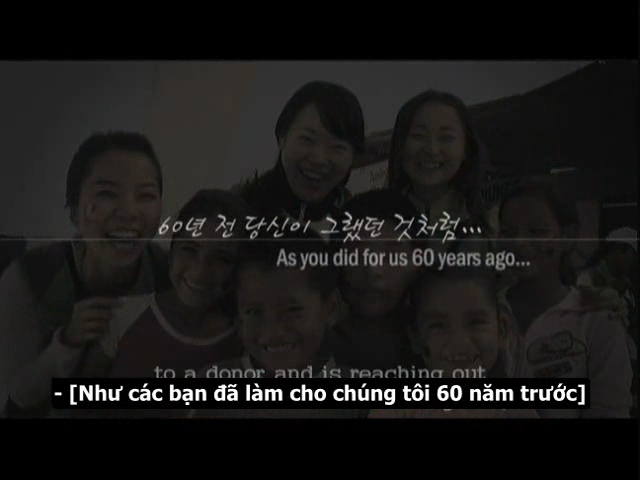 60년 전 당신이 그랬던 것처럼...
As you did for us 60 years ago...
to a donor and is reaching out
- [Như các bạn đã làm cho chúng tôi 60 năm trước]